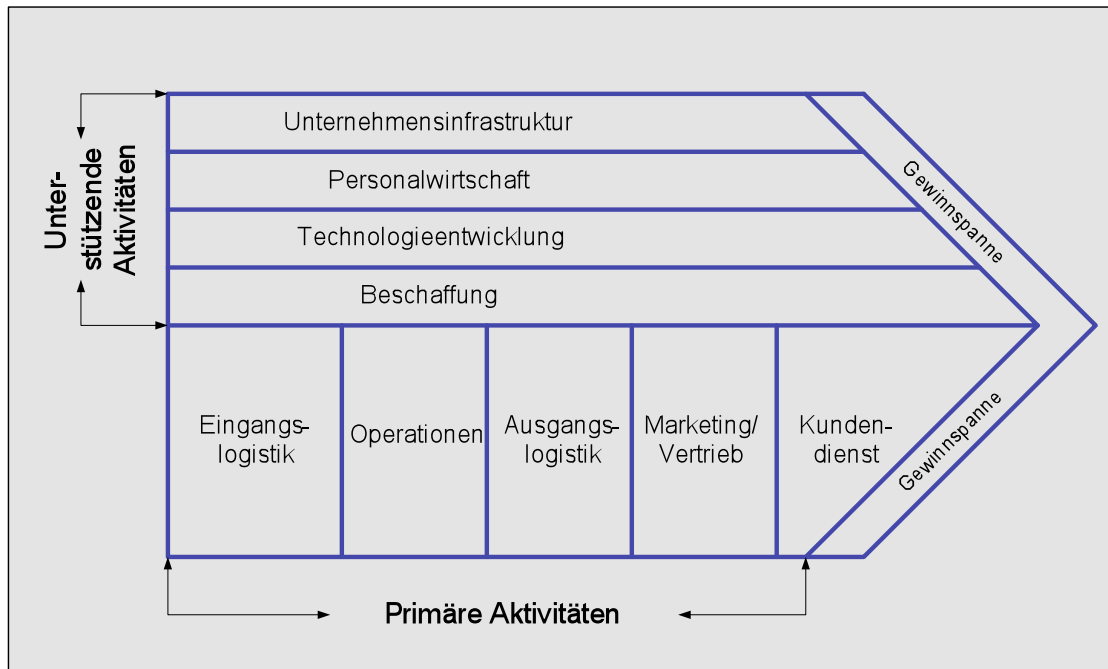 Unternehmensinfrastruktur
Personalwirtschaft
Technologieentwicklung
Beschaffung
Unter-
stützende
Aktivitäten
Gewinnspanne
Eingangs-
logistik
Operationen
Ausgangs-
logistik
Marketing/
Vertrieb
Kunden-
dienst
Gewinnspanne
Primäre Aktivitäten